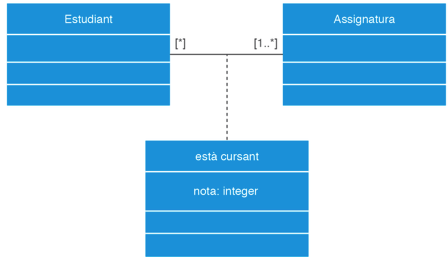 Estudiant
Assignatura
[*]
[1..*]
està cursant
nota: integer